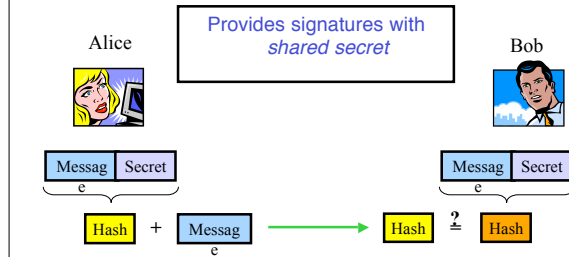 Provides signatures with
shared secret
Alice
Bob
Messag
e
Secret
Messag
e
Secret
Hash
+
Messag
e
Hash
?
=
Hash